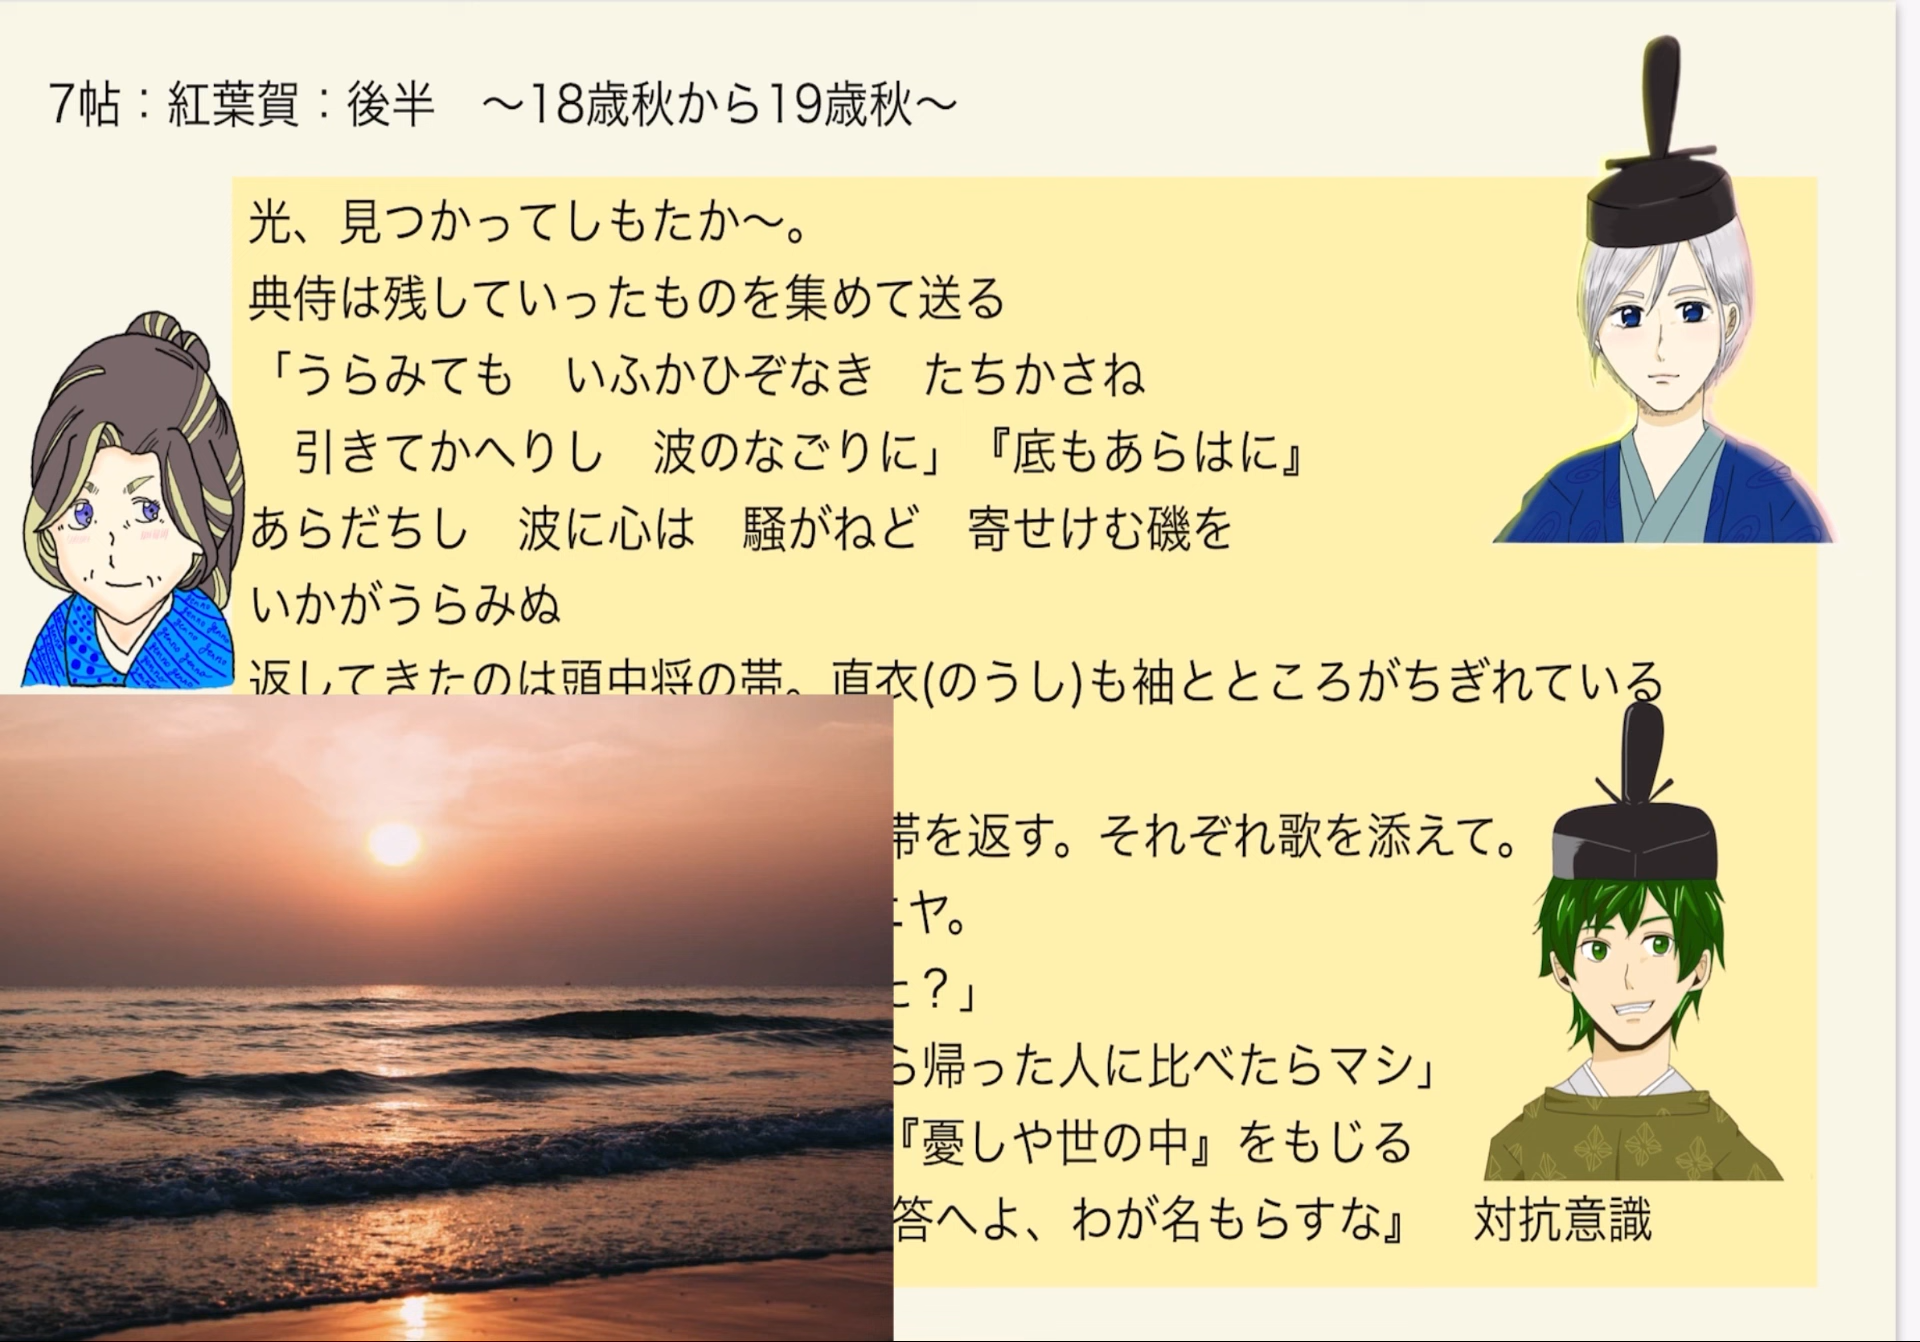 7帖：紅葉賀：後半　〜18歳秋から19歳秋〜
光、見つかってしもたか〜。
典侍は残していったものを集めて送る
「うらみても　いふかひぞなき　たちかさね
引きてかへりし　波のなごりに」『底もあらはに』
あらだちし　波に心は　騒がねど　寄せけむ磯を
いかがうらみぬ
返してきたのは頭中将の帯。直衣(のうし)も袖とところがちぎれている
帯を返す。それぞれ歌を添えて。
ニヤ。
た？」
ら帰った人に比べたらマシ」
『憂しや世の中』をもじる
答へよ、わが名もらすな』　対抗意識